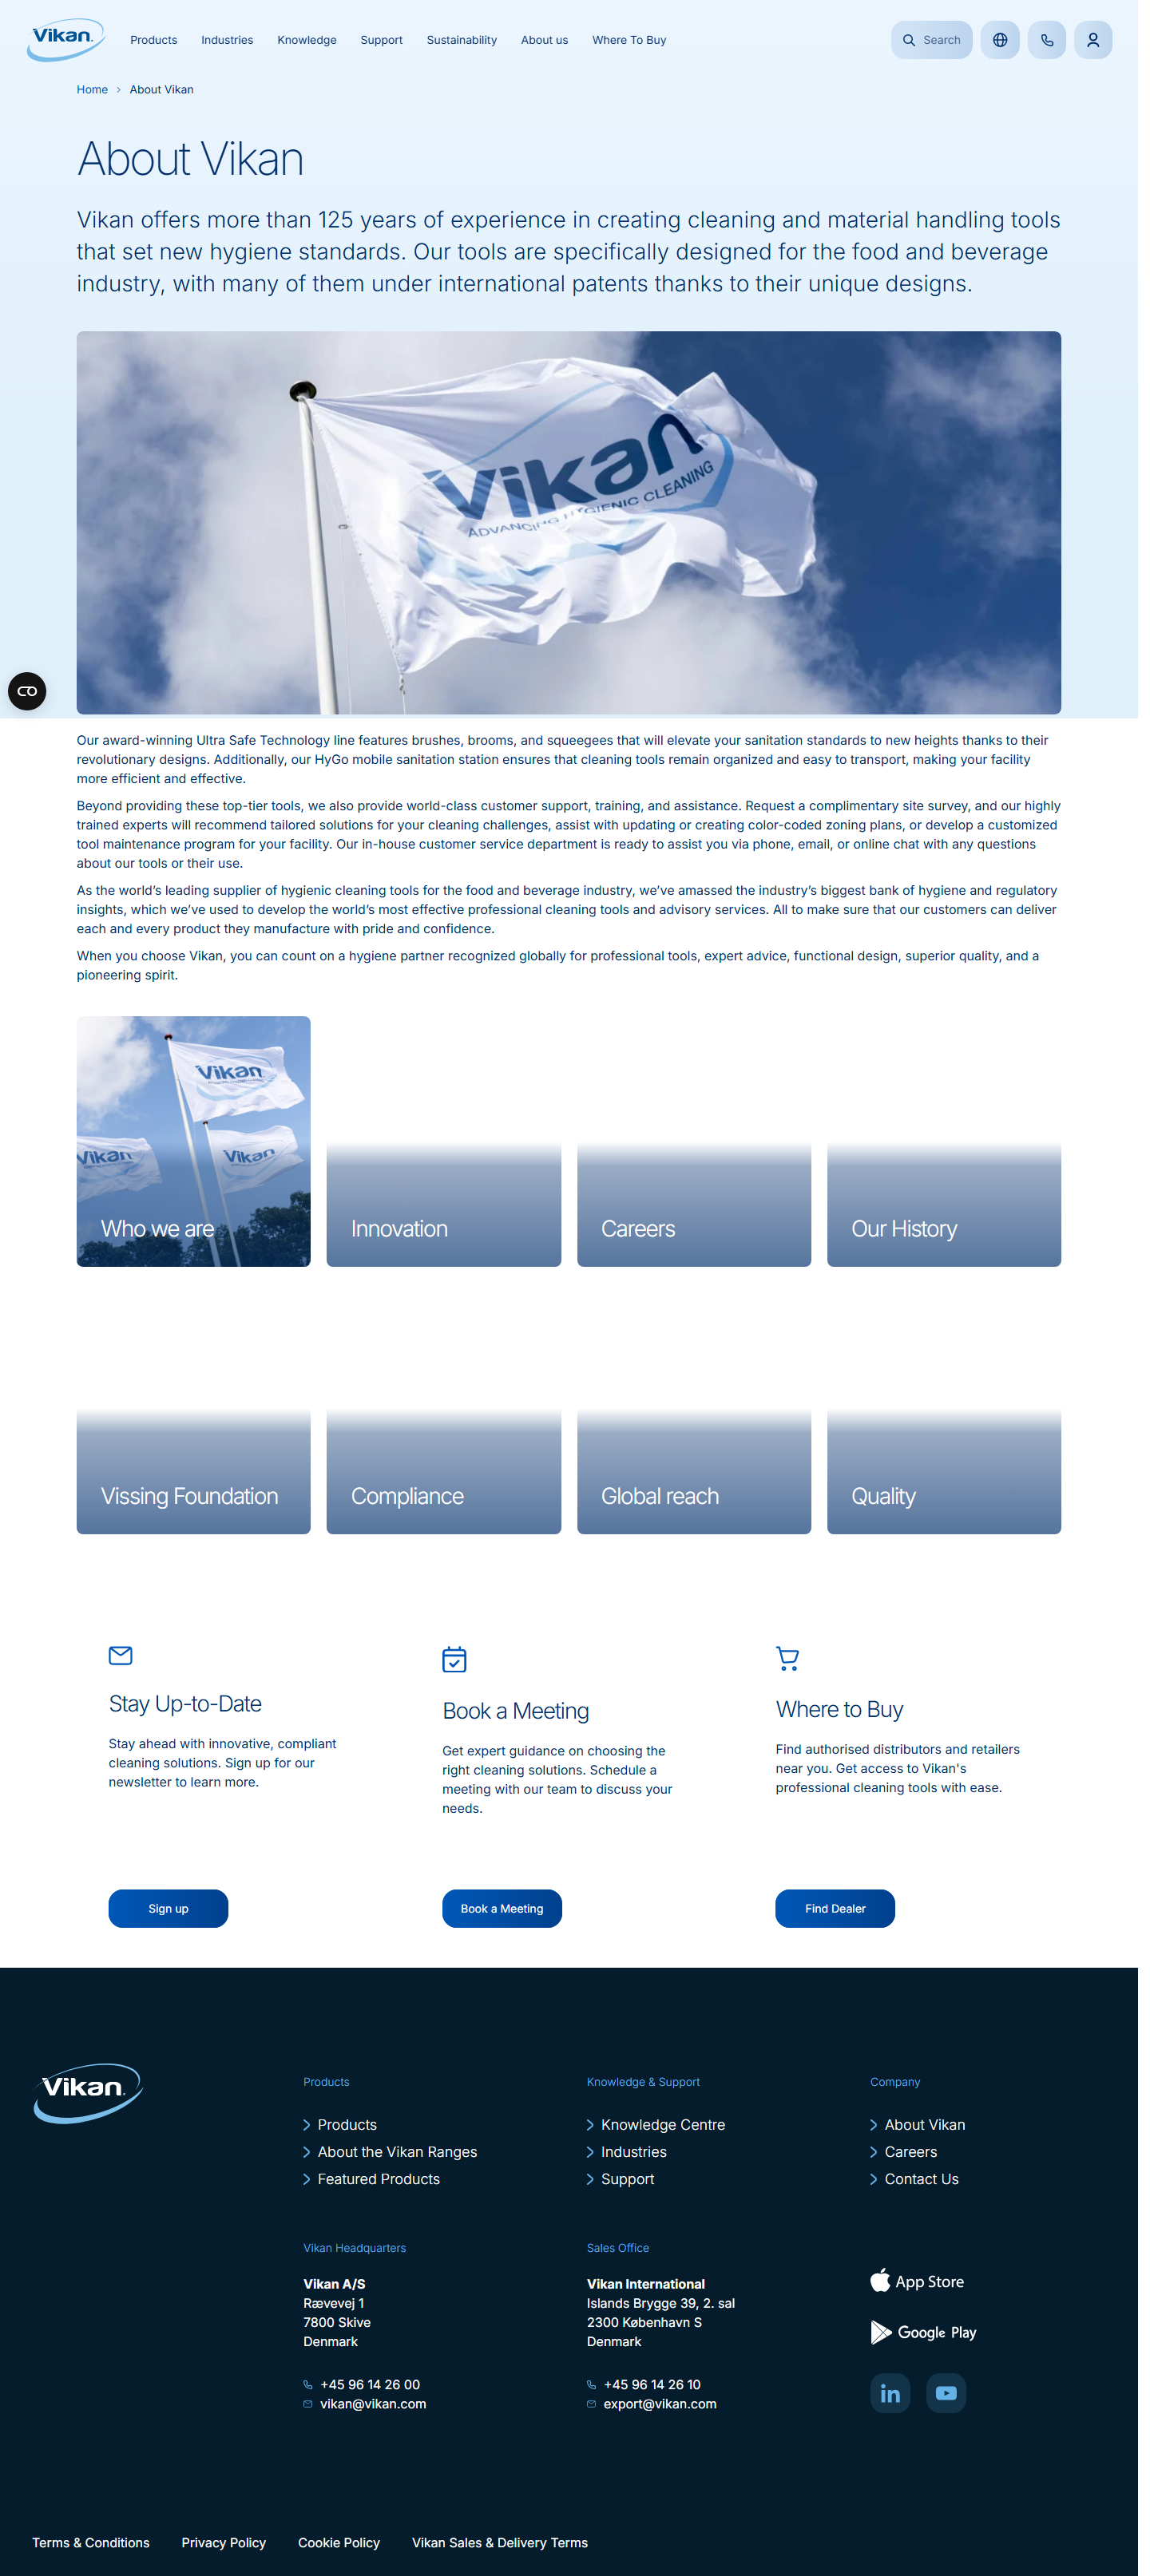 Vikan.
Products
Industries
Knowledge
Support
Sustainability
About us
Where To Buy
Search
Home
About Vikan
About Vikan
Vikan offers more than 125 years of experience in creating cleaning and material handling tools
that set new hygiene standards. Our tools are specifically designed for the food and beverage
industry, with many of them under international patents thanks to their unique designs.
Vikan
ADVANCING HYGIENIC CLEANING
Our award-winning Ultra Safe Technology line features brushes, brooms, and squeegees that will elevate your sanitation standards to new heights thanks to their
revolutionary designs. Additionally, our HyGo mobile sanitation station ensures that cleaning tools remain organized and easy to transport, making your facility
more efficient and effective.
Beyond providing these top-tier tools, we also provide world-class customer support, training, and assistance. Request a complimentary site survey, and our highly
trained experts will recommend tailored solutions for your cleaning challenges, assist with updating or creating color-coded zoning plans, or develop a customized
tool maintenance program for your facility. Our in-house customer service department is ready to assist you via phone, email, or online chat with any questions
about our tools or their use.
As the world’s leading supplier of hygienic cleaning tools for the food and beverage industry, we’ve amassed the industry’s biggest bank of hygiene and regulatory
insights, which we’ve used to develop the world’s most effective professional cleaning tools and advisory services. All to make sure that our customers can deliver
each and every product they manufacture with pride and confidence.
When you choose Vikan, you can count on a hygiene partner recognized globally for professional tools, expert advice, functional design, superior quality, and a
pioneering spirit.
Vikan
Vikan
Vikan
Who we are
Innovation
Careers
Our History
Vissing Foundation
Compliance
Global reach
Quality
Stay Up-to-Date
Stay ahead with innovative, compliant
cleaning solutions. Sign up for our
newsletter to learn more.
Sign up
Book a Meeting
Get expert guidance on choosing the
right cleaning solutions. Schedule a
meeting with our team to discuss your
needs.
Book a Meeting
Where to Buy
Find authorised distributors and retailers
near you. Get access to Vikan's
professional cleaning tools with ease.
Find Dealer
Vikan.
Products
Products
About the Vikan Ranges
Featured Products
Knowledge & Support
Knowledge Centre
Industries
Support
Company
About Vikan
Careers
Contact Us
Vikan Headquarters
Vikan A/S
Rævevej 1
7800 Skive
Denmark
+45 96 14 26 00
vikan@vikan.com
Sales Office
Vikan International
Islands Brygge 39, 2. sal
2300 København S
Denmark
+45 96 14 26 10
export@vikan.com
App Store
Google Play
in
Terms & Conditions
Privacy Policy
Cookie Policy
Vikan Sales & Delivery Terms